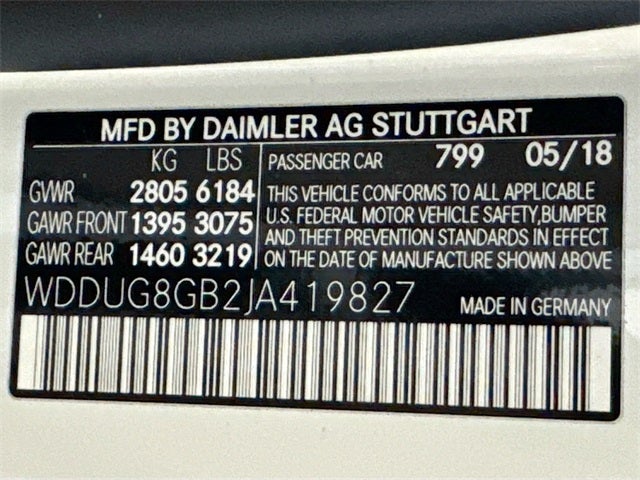 MFD BY DAIMLER AG STUTTGART
KG LBS
GVWR 2805 6184
GAWR FRONT 1395 3075
GAWR REAR 1460 3219
PASSENGER CAR 799 05/18
THIS VEHICLE CONFORMS TO ALL APPLICABLE
U.S. FEDERAL MOTOR VEHICLE SAFETY,BUMPER
AND THEFT PREVENTION STANDARDS IN EFFECT
ON THE DATE OF MANUFACTURE SHOWN ABOVE
WDDUG8GB2JA419827
MADE IN GERMANY